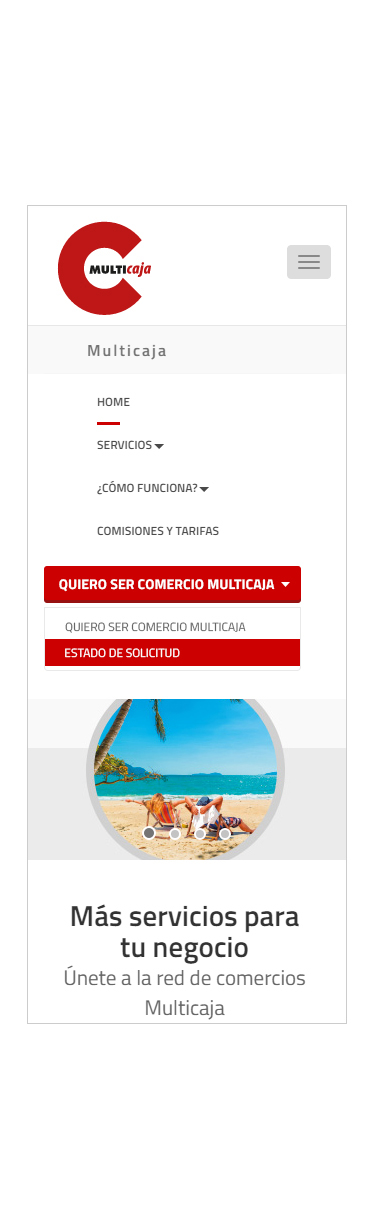 MULTIcaja
Multicaja
HOME
SERVICIOS
¿CÓMO FUNCIONA?
COMISIONES Y TARIFAS
QUIERO SER COMERCIO MULTICAJA
QUIERO SER COMERCIO MULTICAJA
ESTADO DE SOLICITUD
Más servicios para
tu negocio
Únete a la red de comercios
Multicaja